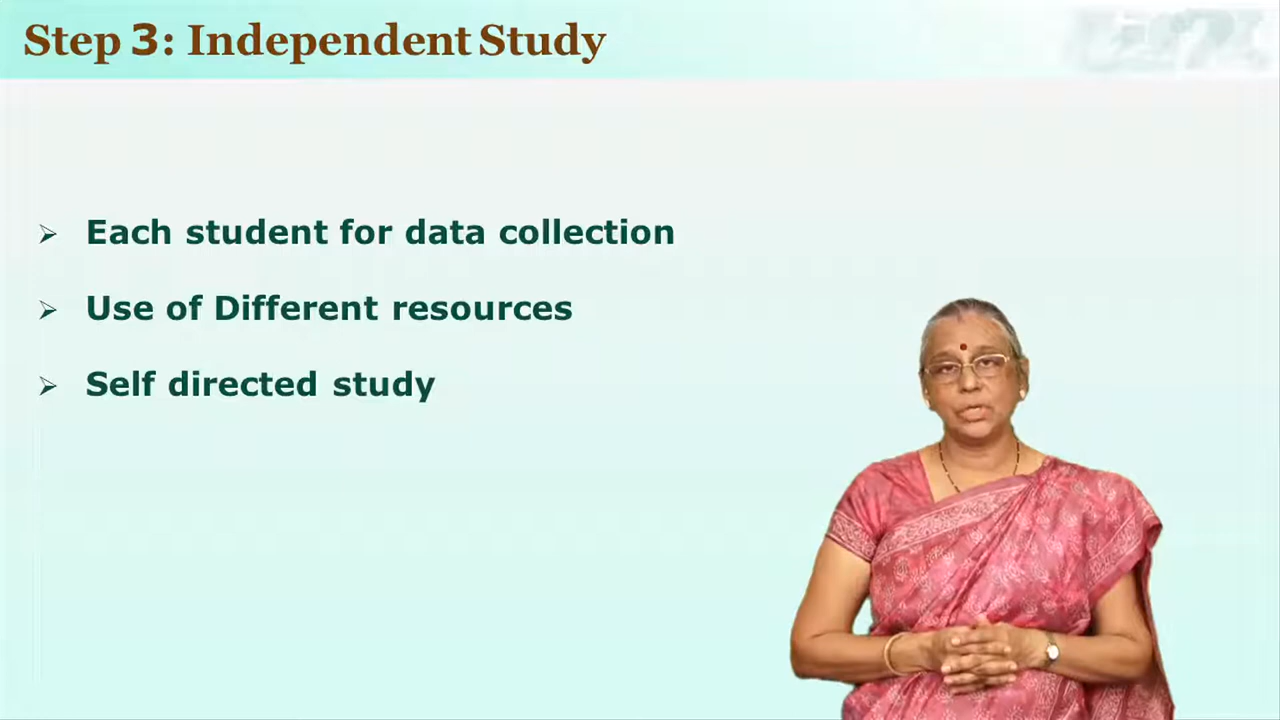 Step 3: Independent Study
Each student for data collection
Use of Different resources
Self directed study